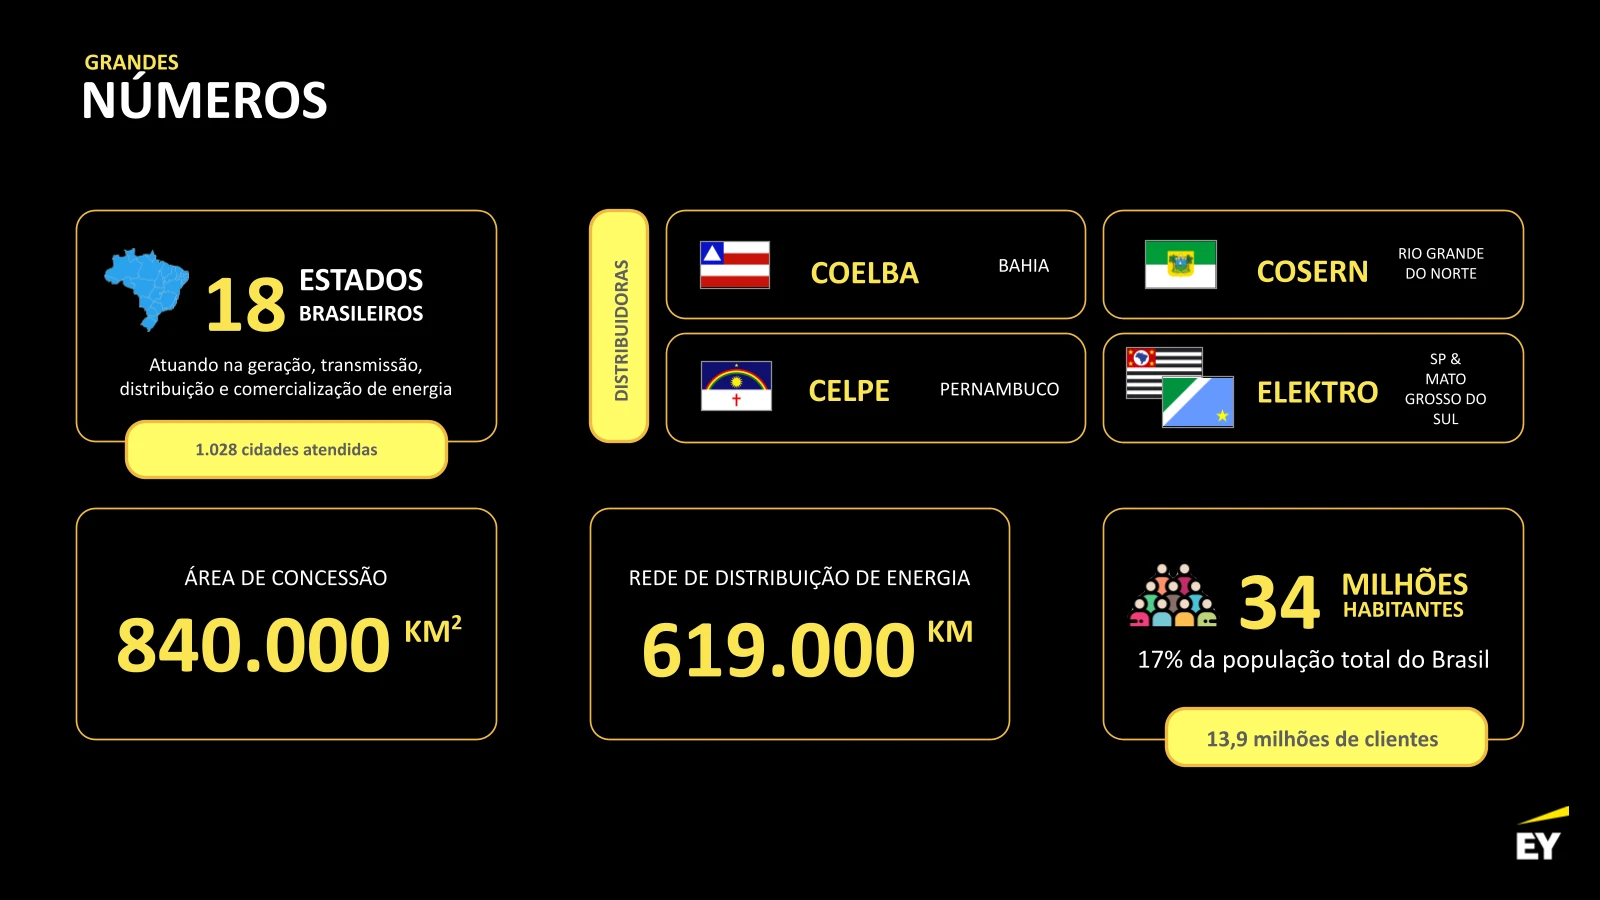 GRANDES
NÚMEROS
18
ESTADOS
BRASILEIROS
Atuando na geração, transmissão,
distribuição e comercialização de energia
1.028 cidades atendidas
DISTRIBUIDORAS
COELBA
BAHIA
COSERN
RIO GRANDE
DO NORTE
CELPE
PERNAMBUCO
ELEKTRO
SP &
MATO
GROSSO DO
SUL
ÁREA DE CONCESSÃO
840.000 KM²
REDE DE DISTRIBUIÇÃO DE ENERGIA
619.000 KM
34
MILHÕES
HABITANTES
17% da população total do Brasil
13,9 milhões de clientes
EY